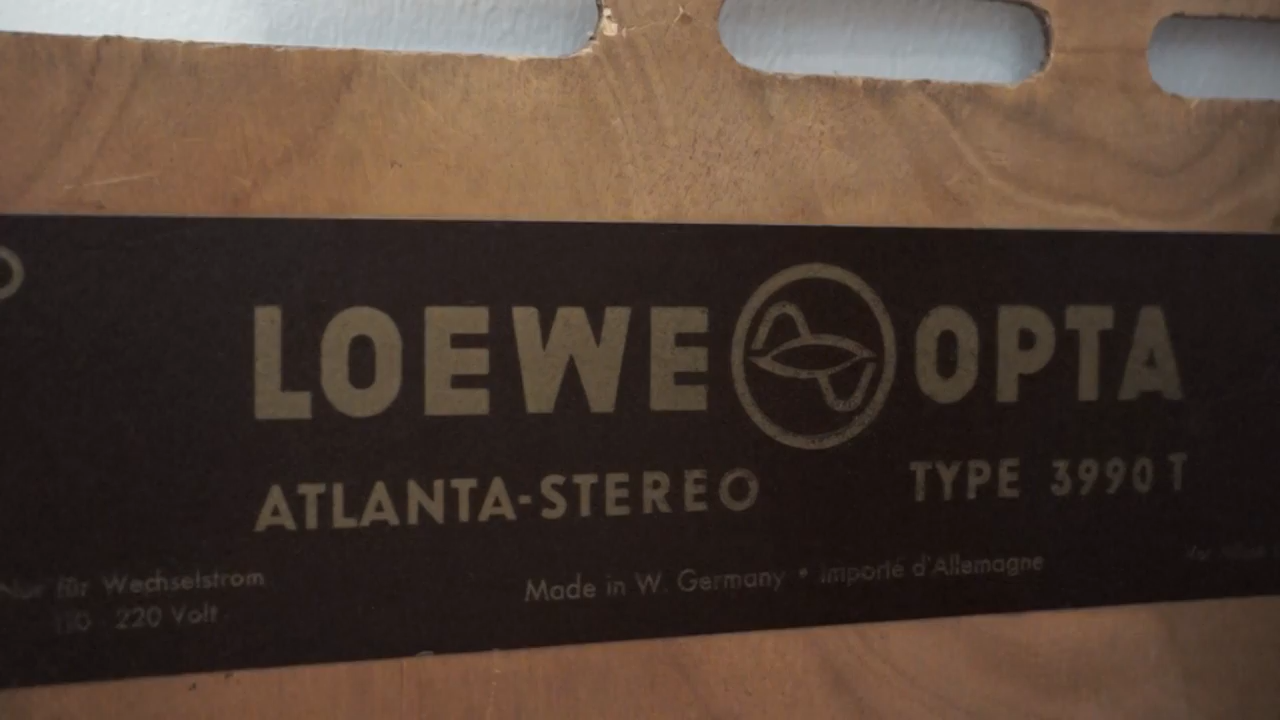 LOEWE OPTA
ATLANTA-STEREO TYPE 3990 T
Nur für Wechselstrom
110 220 Volt
Made in W. Germany • Importé d'Allemagne